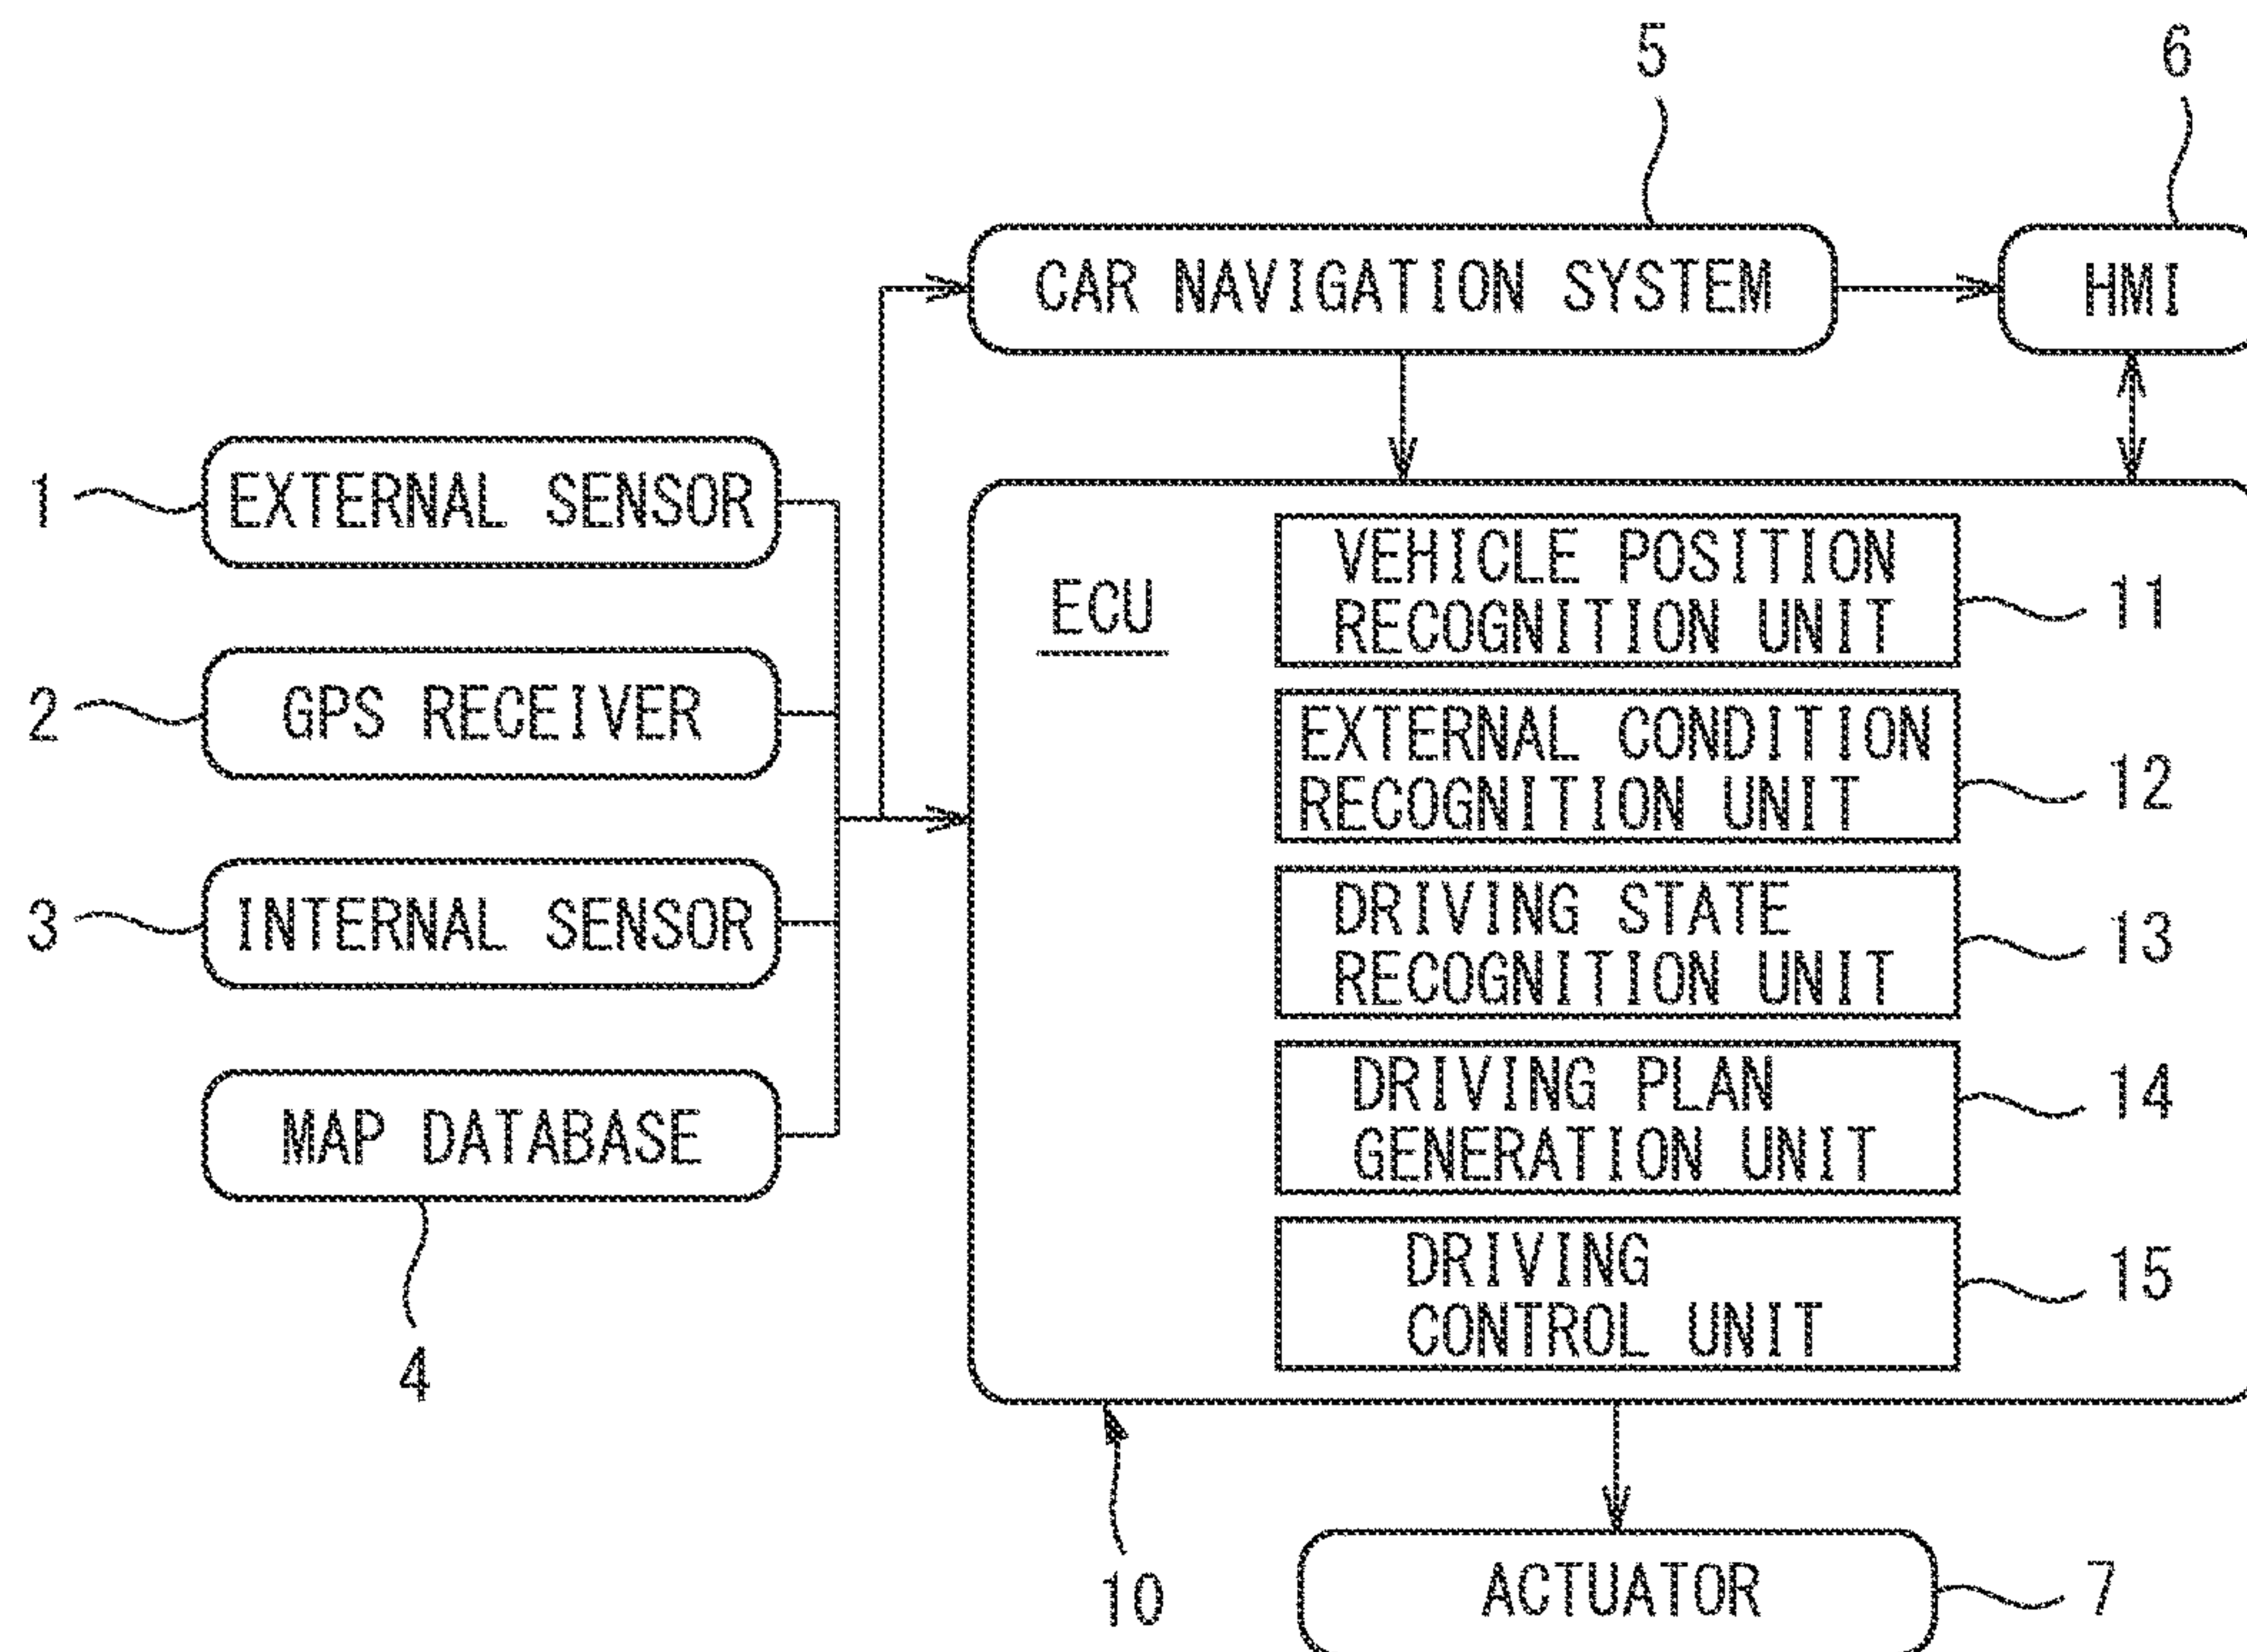 5
6
CAR NAVIGATION SYSTEM
HMI
1
EXTERNAL SENSOR
2
GPS RECEIVER
3
INTERNAL SENSOR
MAP DATABASE
4
ECU
VEHICLE POSITION
RECOGNITION UNIT
11
EXTERNAL CONDITION
RECOGNITION UNIT
12
DRIVING STATE
RECOGNITION UNIT
13
DRIVING PLAN
GENERATION UNIT
14
DRIVING
CONTROL UNIT
15
10
ACTUATOR
7